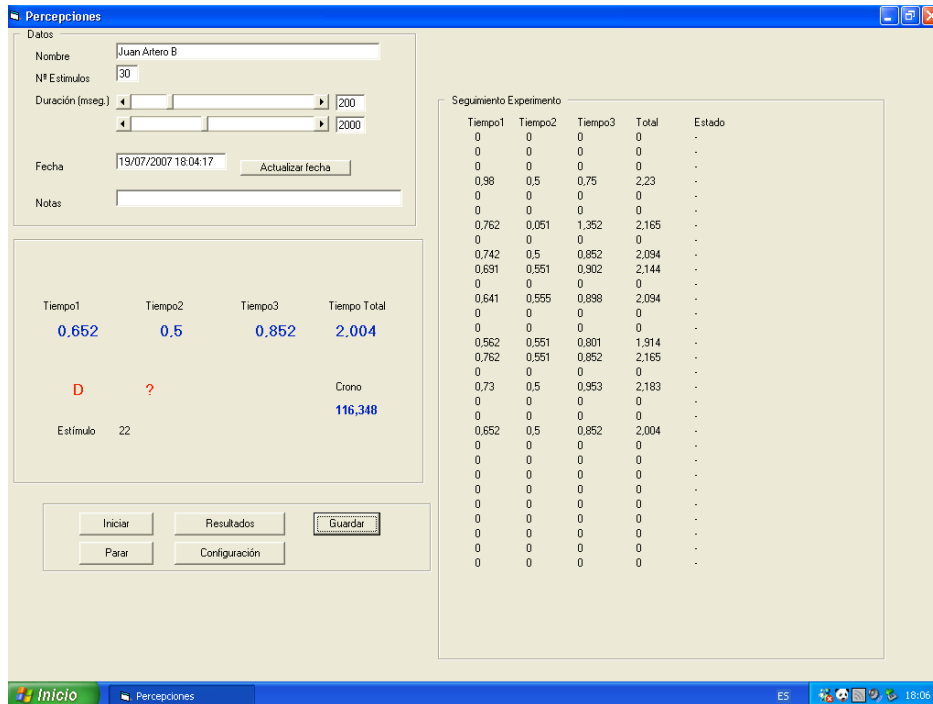 Percepciones
Datos
Nombre Juan Artero B
Nº Estimulos 30
Duración (mseg.) 200
2000
Fecha 19/07/2007 18:04:17 Actualizar fecha
Notas
Tiempo1 Tiempo2 Tiempo3 Tiempo Total
0,652 0,5 0,852 2,004
D ? Crono
116,348
Estímulo 22
Iniciar Resultados Guardar
Parar Configuración
Seguimiento Experimento
Tiempo1 Tiempo2 Tiempo3 Total Estado
0 0 0 0 -
0 0 0 0 -
0 0 0 0 -
0,98 0,5 0,75 2,23 -
0 0 0 0 -
0 0 0 0 -
0,762 0,051 1,352 2,165 -
0 0 0 0 -
0,742 0,5 0,852 2,094 -
0,691 0,551 0,902 2,144 -
0 0 0 0 -
0,641 0,555 0,898 2,094 -
0 0 0 0 -
0 0 0 0 -
0,562 0,551 0,801 1,914 -
0,762 0,551 0,852 2,165 -
0 0 0 0 -
0,73 0,5 0,953 2,183 -
0 0 0 0 -
0 0 0 0 -
0,652 0,5 0,852 2,004 -
0 0 0 0 -
0 0 0 0 -
0 0 0 0 -
0 0 0 0 -
0 0 0 0 -
0 0 0 0 -
0 0 0 0 -
0 0 0 0 -
0 0 0 0 -
Inicio Percepciones ES 18:06